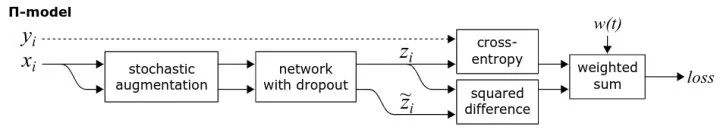 Π-model
y_i
x_i
stochastic
augmentation
network
with dropout
z_i
z̃_i
cross-
entropy
squared
difference
w(t)
weighted
sum
loss